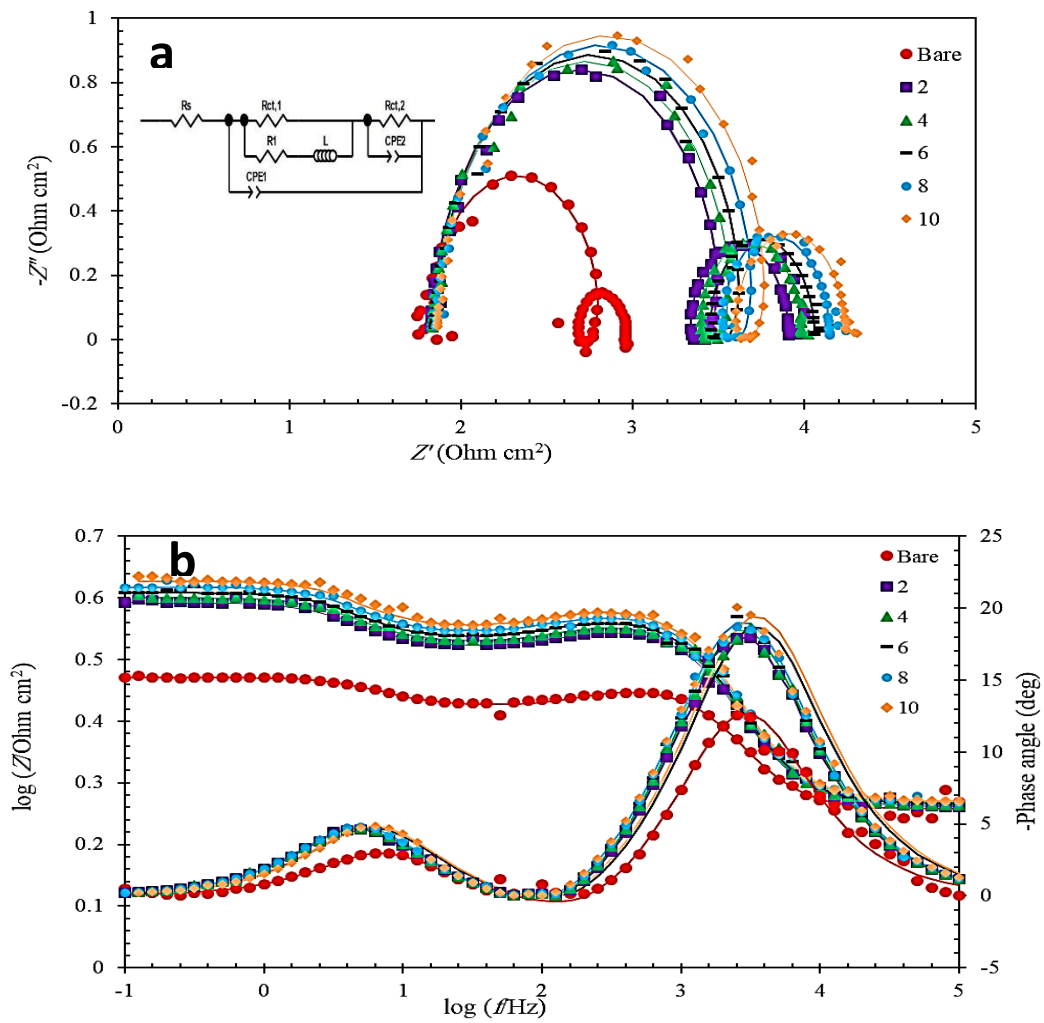 a
1
0.8
0.6
0.4
0.2
0
-0.2
-Z″ (Ohm cm²)
0 1 2 3 4 5
Z′ (Ohm cm²)
Bare
2
4
6
8
10
Rs
Rct,1
Rct,2
R1
L
CPE2
CPE1
b
0.7
0.6
0.5
0.4
0.3
0.2
0.1
0
log (Z/Ohm cm²)
-1 0 1 2 3 4 5
log (f/Hz)
25
20
15
10
5
0
-5
-Phase angle (deg)
Bare
2
4
6
8
10